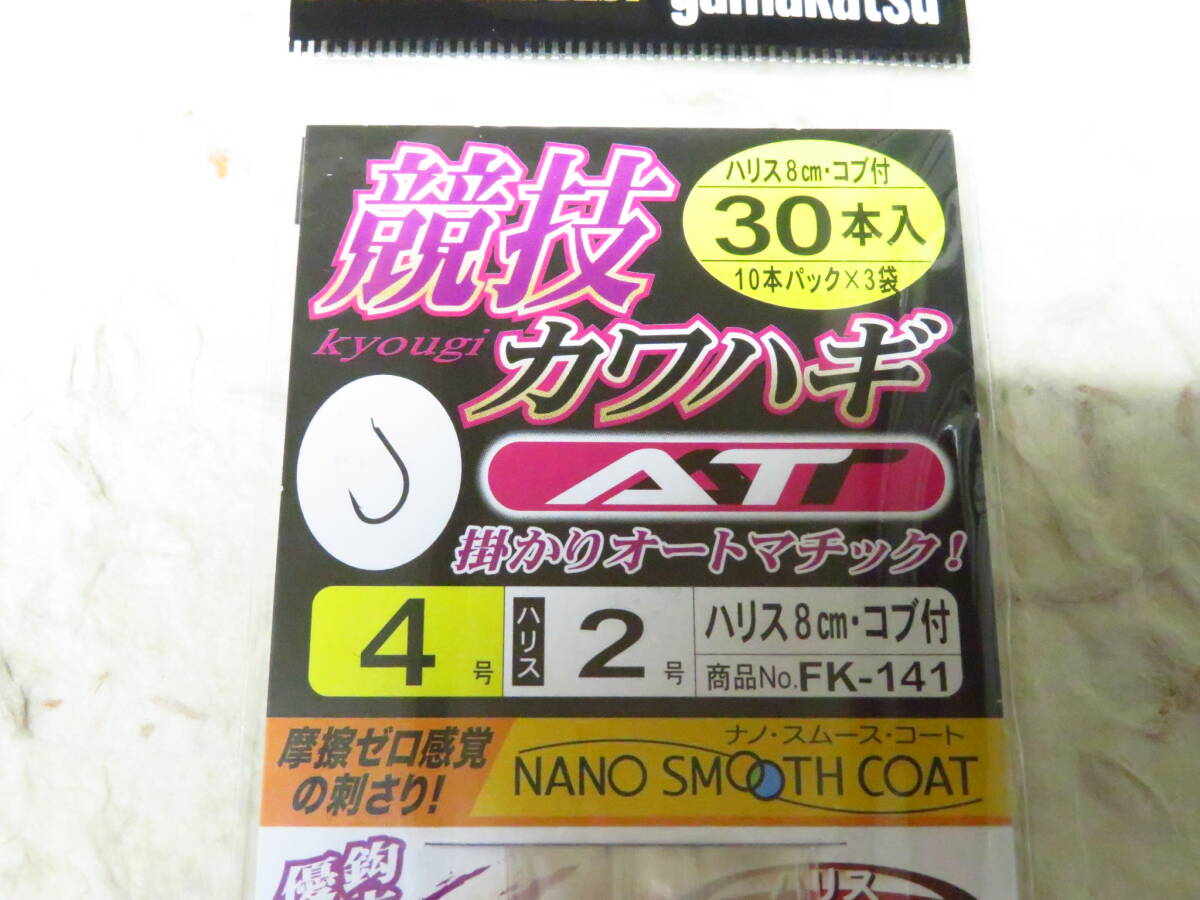 gamakatsu
競技
kyougi
カワハギ
ハリス8cm・コブ付
30本入
10本パック×3袋
AT
掛かりオートマチック!
4号
ハリス
2号
ハリス8cm・コブ付
商品No.FK-141
摩擦ゼロ感覚
の刺さり!
ナノ・スムース・コート
NANO SMOOTH COAT